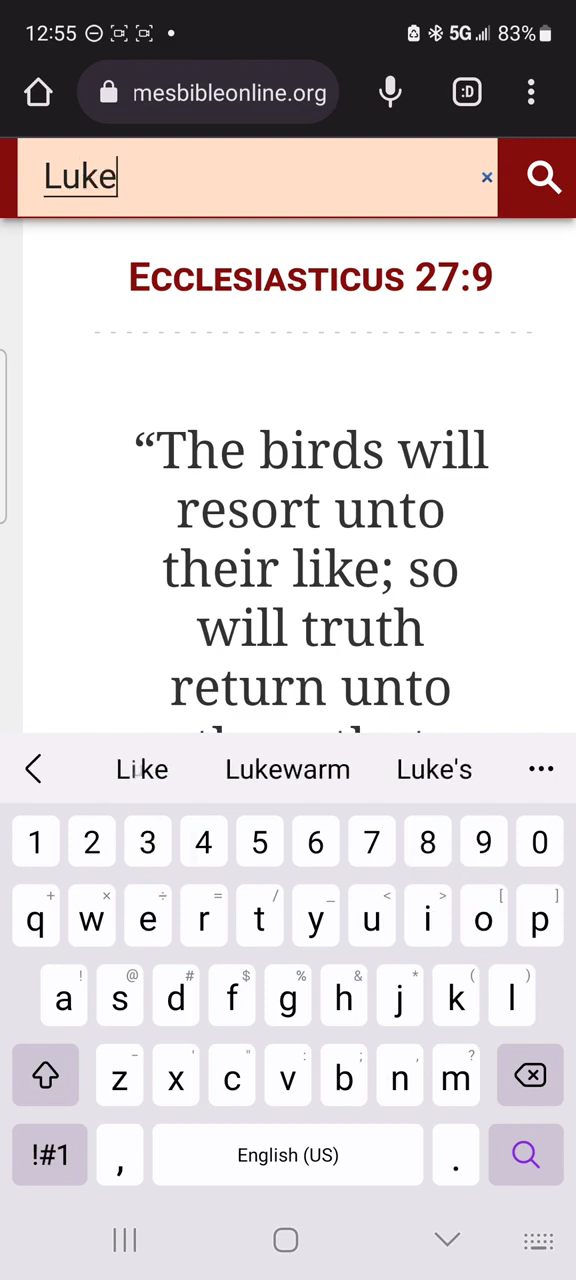 12:55 5G 83%
mesbibleonline.org :D
Luke ×
ECCLESIASTICUS 27:9
“The birds will
resort unto
their like; so
will truth
return unto
Lukewarm Luke's ...
1 2 3 4 5 6 7 8 9 0
+ × ÷ = / _ < > [ ]
q w e r t y u i o p
! @ # $ % & * ( )
a s d f g h j k l
- ' " : ; , ?
z x c v b n m
!#1 , English (US) .